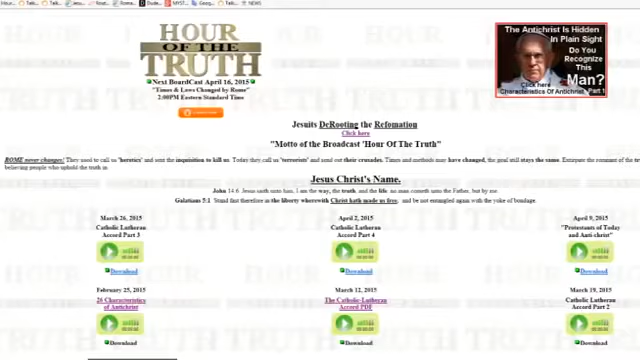 HOUR
OF THE
TRUTH
Next BoardCast April 16, 2015
"Times & Laws Changed by Rome"
2:00PM Eastern Standard Time
The Antichrist Is Hidden
In Plain Sight
Do You
Recognize
This
Man?
Click here
Characteristics Of Antichrist Part 1
Jesuits DeRooting the Refomation
Click here
"Motto of the Broadcast 'Hour Of The Truth"
ROME never changes! They used to call us 'heretics' and sent the inquisition to kill us. Today they call us 'terrorists' and send out their crusades. Times and methods may have changed, the goal still stays the same. Extirpate the remnant of the
believing people who uphold the truth in
Jesus Christ's Name.
John 14:6 Jesus saith unto him, I am the way, the truth, and the life: no man cometh unto the Father, but by me.
Galatians 5:1 Stand fast therefore in the liberty wherewith Christ hath made us free, and be not entangled again with the yoke of bondage.
March 26, 2015
Catholic Lutheran
Accord Part 3
Download
April 2, 2015
Catholic Lutheran
Accord Part 4
Download
April 9, 2015
"Protestants of Today
and Anti-christ"
Download
February 25, 2015
26 Characteristics
of Antichrist
Download
March 12, 2015
The Catholic-Lutheran
Accord PDF
Download
March 19, 2015
Catholic Lutheran
Accord Part 2
Download